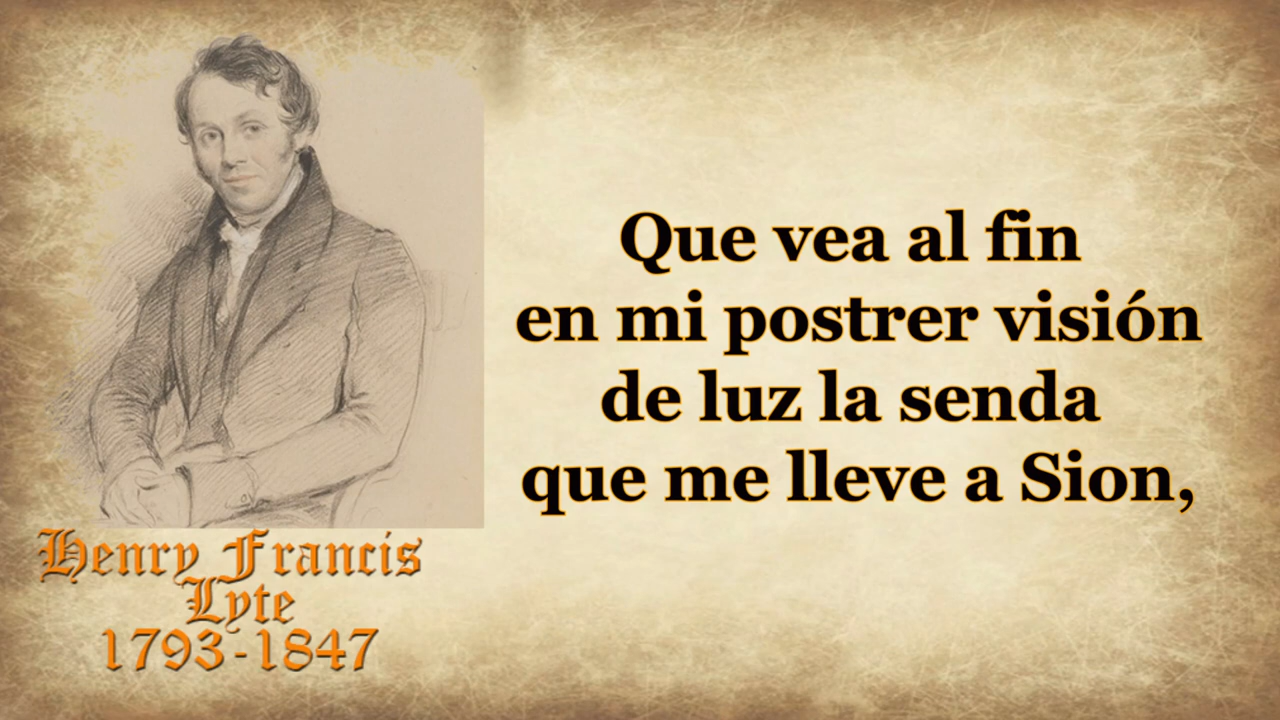 Que vea al fin
en mi postrer visión
de luz la senda
que me lleve a Sion,
Henry Francis
Lyte
1793-1847